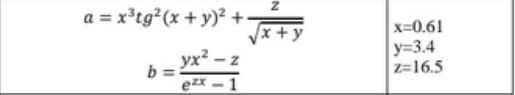 a = x³tg²(x + y)² + z/√(x + y)
b = (yx² − z)/(e^(zx) − 1)
x=0.61
y=3.4
z=16.5